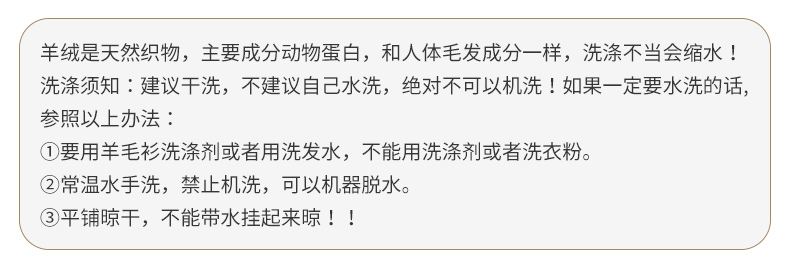 羊绒是天然织物，主要成分动物蛋白，和人体毛发成分一样，洗涤不当会缩水！
洗涤须知：建议干洗，不建议自己水洗，绝对不可以机洗！如果一定要水洗的话,
参照以上办法：
①要用羊毛衫洗涤剂或者用洗发水，不能用洗涤剂或者洗衣粉。
②常温水手洗，禁止机洗，可以机器脱水。
③平铺晾干，不能带水挂起来晾！！